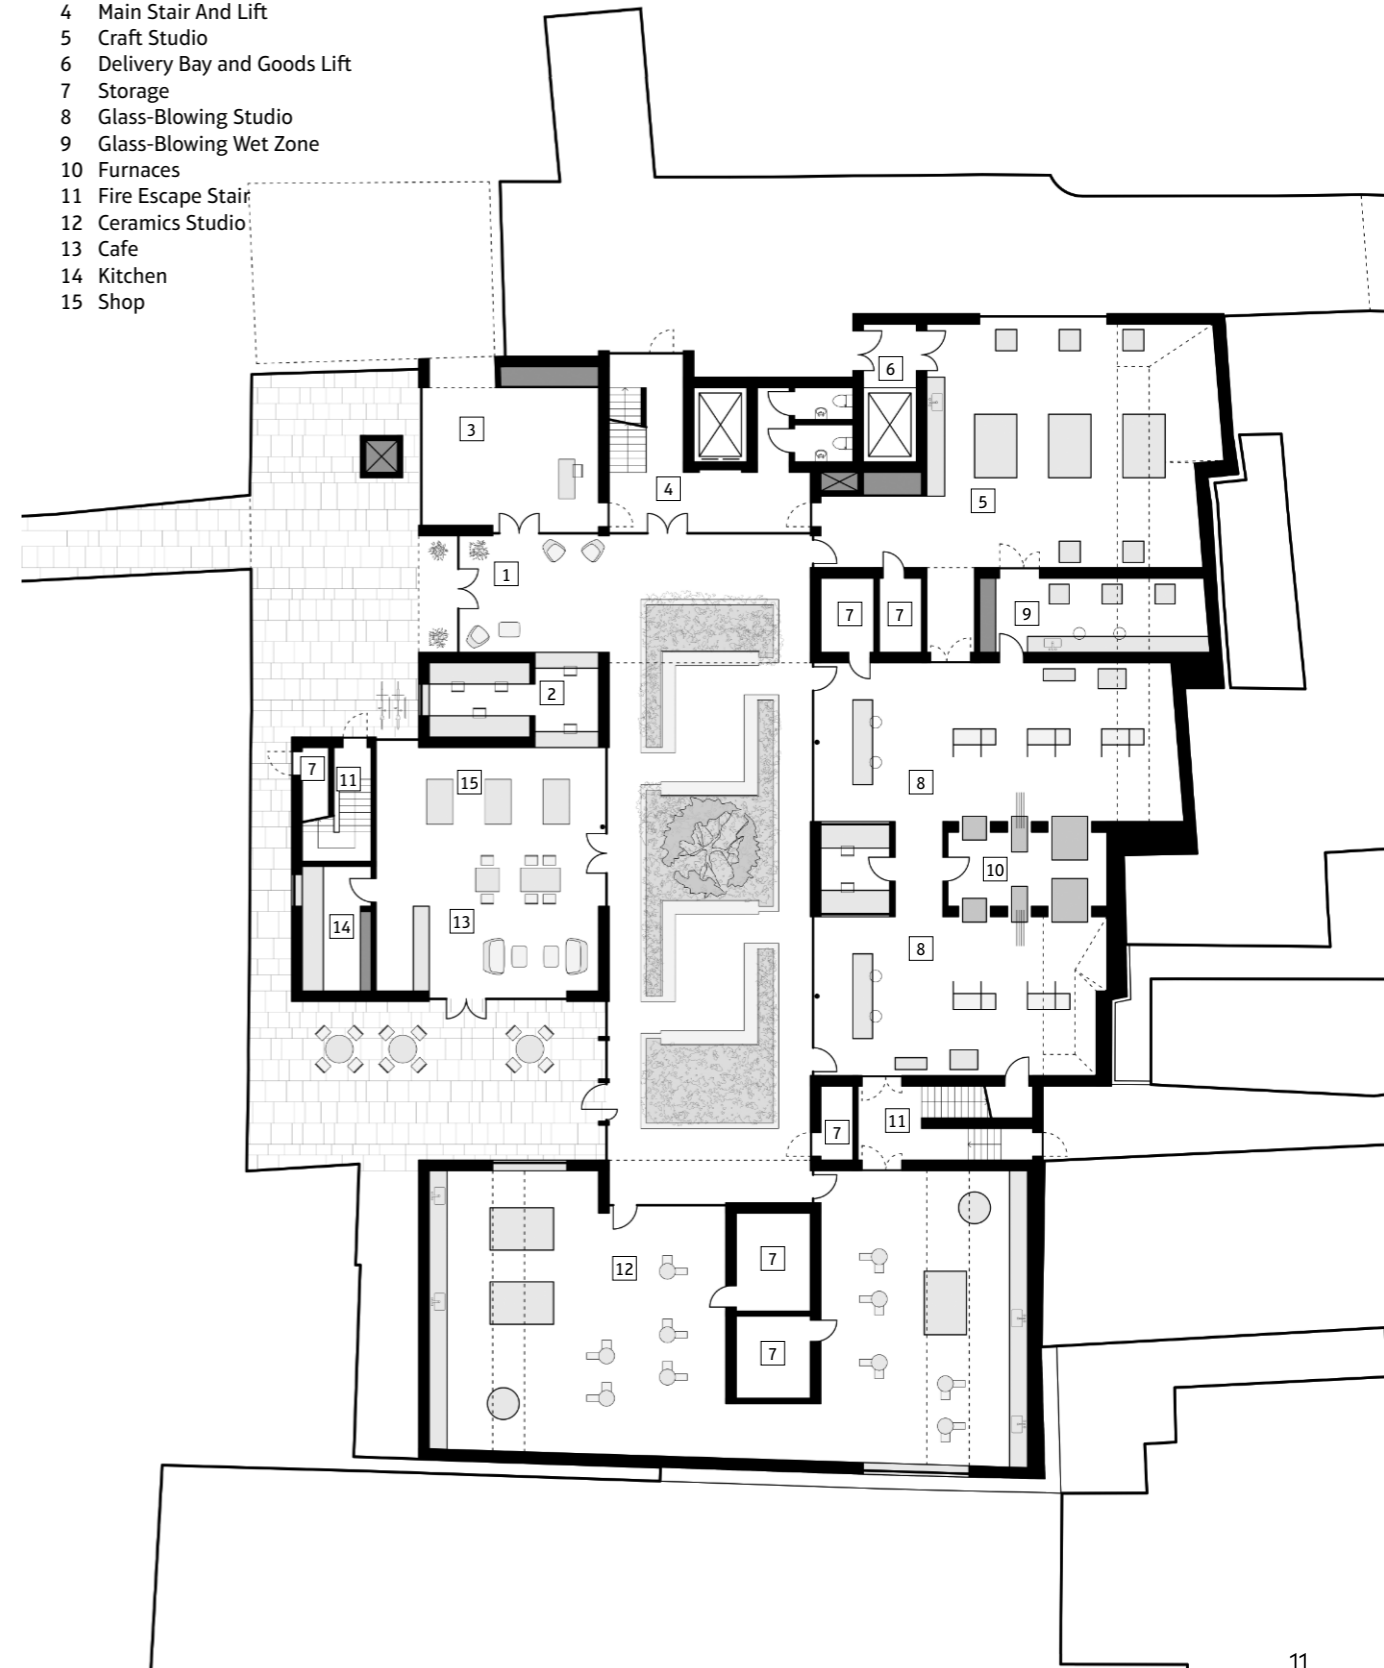 4 Main Stair And Lift
5 Craft Studio
6 Delivery Bay and Goods Lift
7 Storage
8 Glass-Blowing Studio
9 Glass-Blowing Wet Zone
10 Furnaces
11 Fire Escape Stair
12 Ceramics Studio
13 Cafe
14 Kitchen
15 Shop
6
3
4
5
1
7
7
9
2
7
11
15
8
10
13
14
8
7
11
7
12
7
11